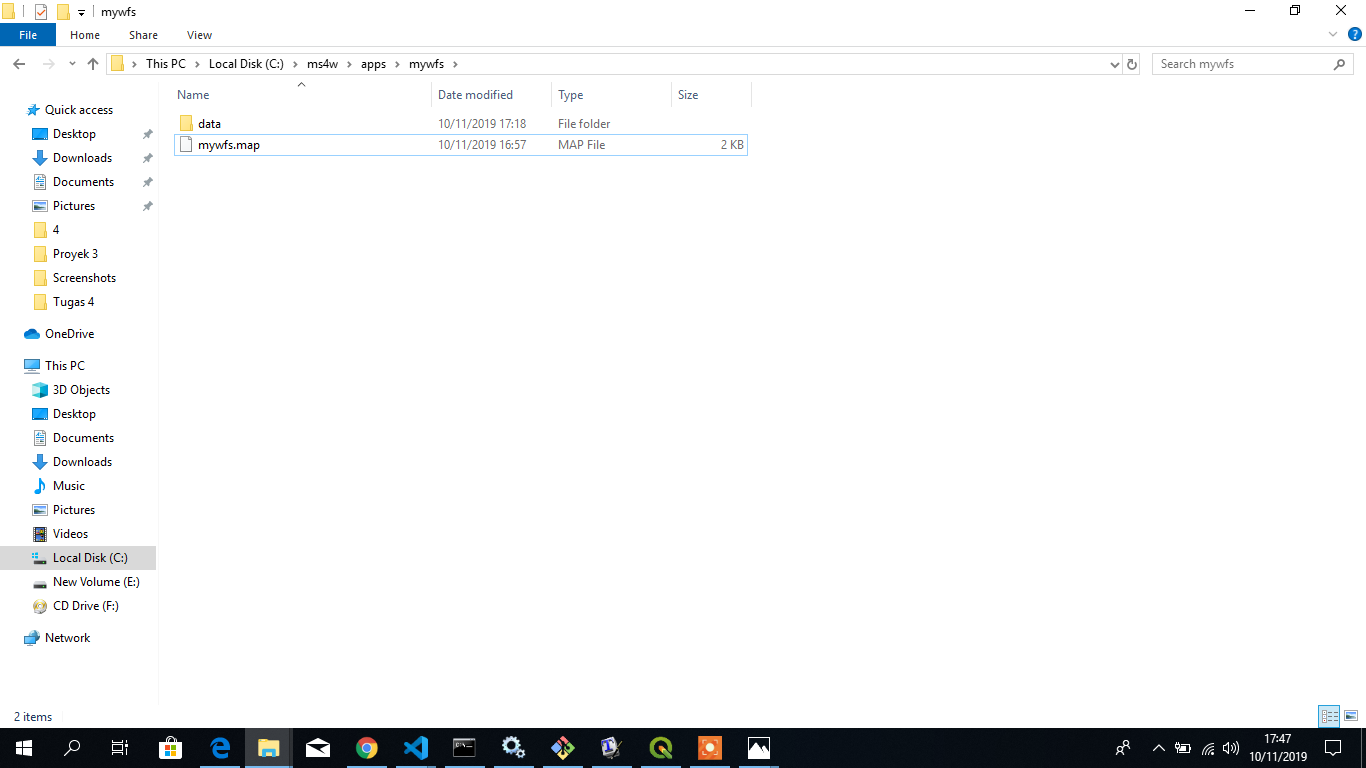 mywfs
File Home Share View
This PC Local Disk (C:) ms4w apps mywfs Search mywfs
Name Date modified Type Size
data 10/11/2019 17:18 File folder
mywfs.map 10/11/2019 16:57 MAP File 2 KB
Quick access
Desktop
Downloads
Documents
Pictures
4
Proyek 3
Screenshots
Tugas 4
OneDrive
This PC
3D Objects
Desktop
Documents
Downloads
Music
Pictures
Videos
Local Disk (C:)
New Volume (E:)
CD Drive (F:)
Network
2 items
17:47
10/11/2019